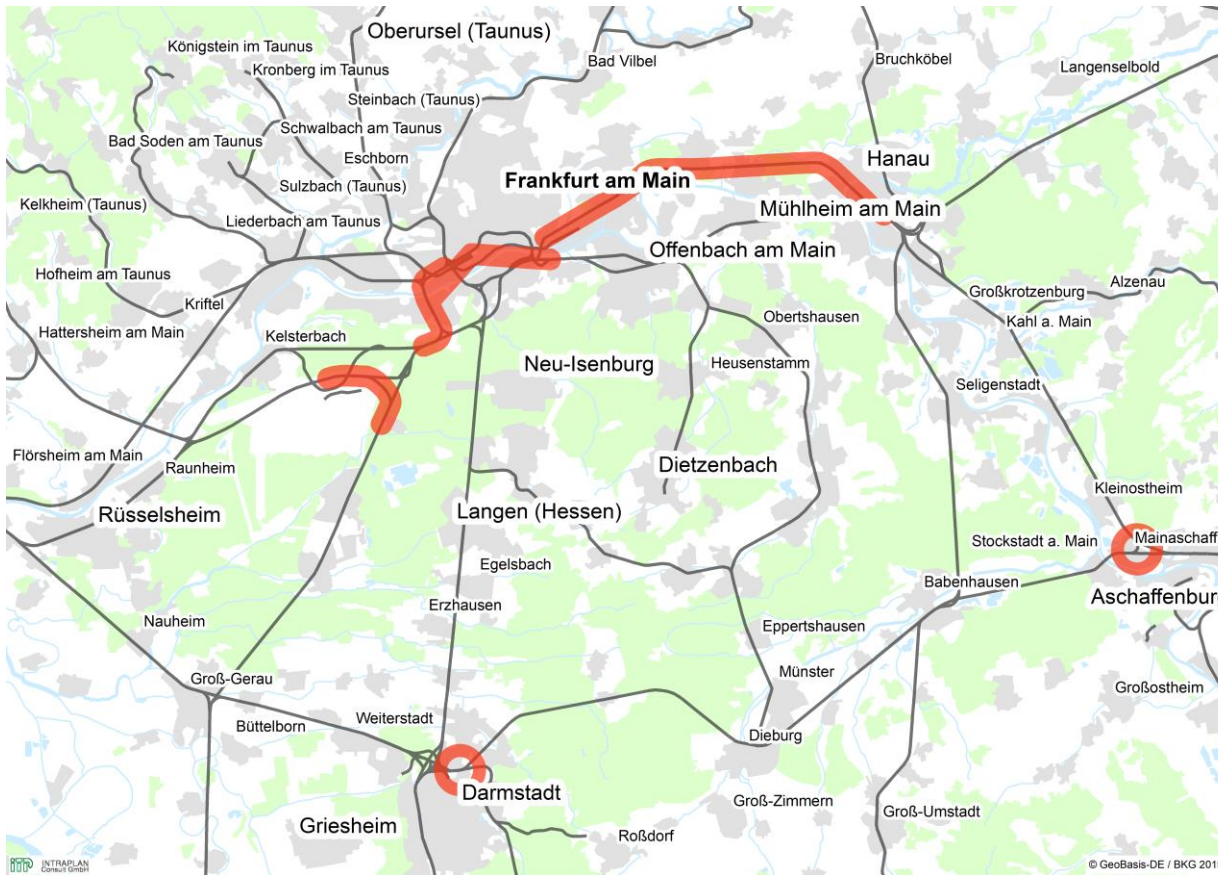 Oberursel (Taunus)
Königstein im Taunus
Kronberg im Taunus
Bad Vilbel
Bruchköbel
Langenselbold
Steinbach (Taunus)
Schwalbach am Taunus
Bad Soden am Taunus
Eschborn
Hanau
Sulzbach (Taunus)
Frankfurt am Main
Kelkheim (Taunus)
Liederbach am Taunus
Mühlheim am Main
Offenbach am Main
Hofheim am Taunus
Kriftel
Alzenau
Großkrotzenburg
Hattersheim am Main
Kelsterbach
Obertshausen
Kahl a. Main
Neu-Isenburg
Heusenstamm
Seligenstadt
Flörsheim am Main
Raunheim
Dietzenbach
Kleinostheim
Rüsselsheim
Langen (Hessen)
Stockstadt a. Main
Mainaschaff
Egelsbach
Babenhausen
Aschaffenburg
Erzhausen
Nauheim
Eppertshausen
Münster
Groß-Gerau
Großostheim
Büttelborn
Weiterstadt
Dieburg
Darmstadt
Groß-Zimmern
Groß-Umstadt
Griesheim
Roßdorf
iTP INTRAPLAN
Consult GmbH
© GeoBasis-DE / BKG 201